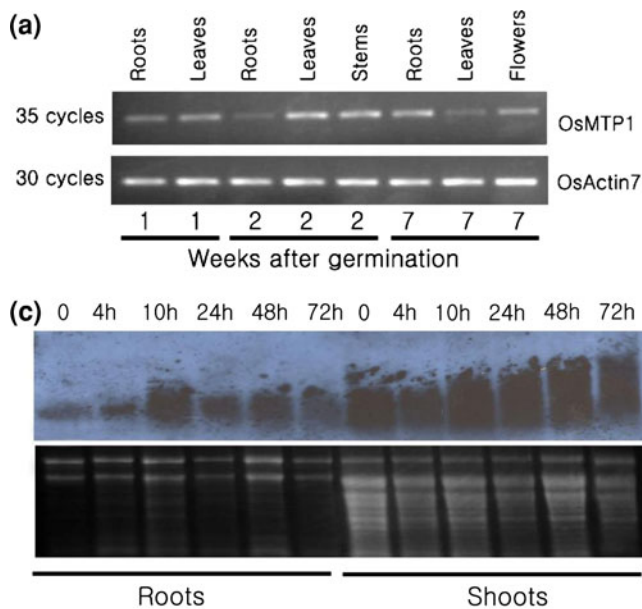 (a)
Roots Leaves Roots Leaves Stems Roots Leaves Flowers
35 cycles OsMTP1
30 cycles OsActin7
1 1 2 2 2 7 7 7
Weeks after germination
(c) 0 4h 10h 24h 48h 72h 0 4h 10h 24h 48h 72h
Roots Shoots